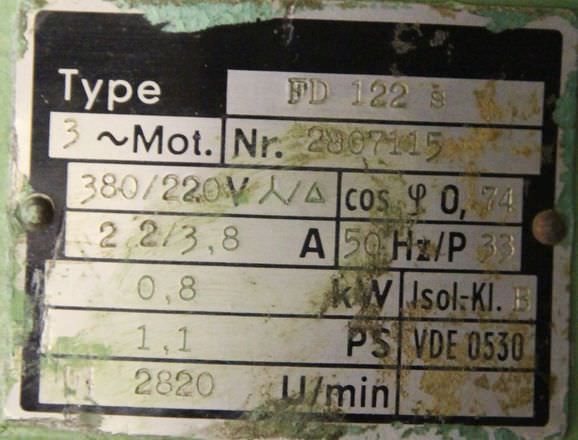 Type FD 122 s
3 ~Mot. Nr. 2807115
380/220V ⅄/△ cos φ 0,74
2,2/3,8 A 50 Hz/P 33
0,8 kW Isol-Kl. B
1,1 PS VDE 0530
2820 U/min